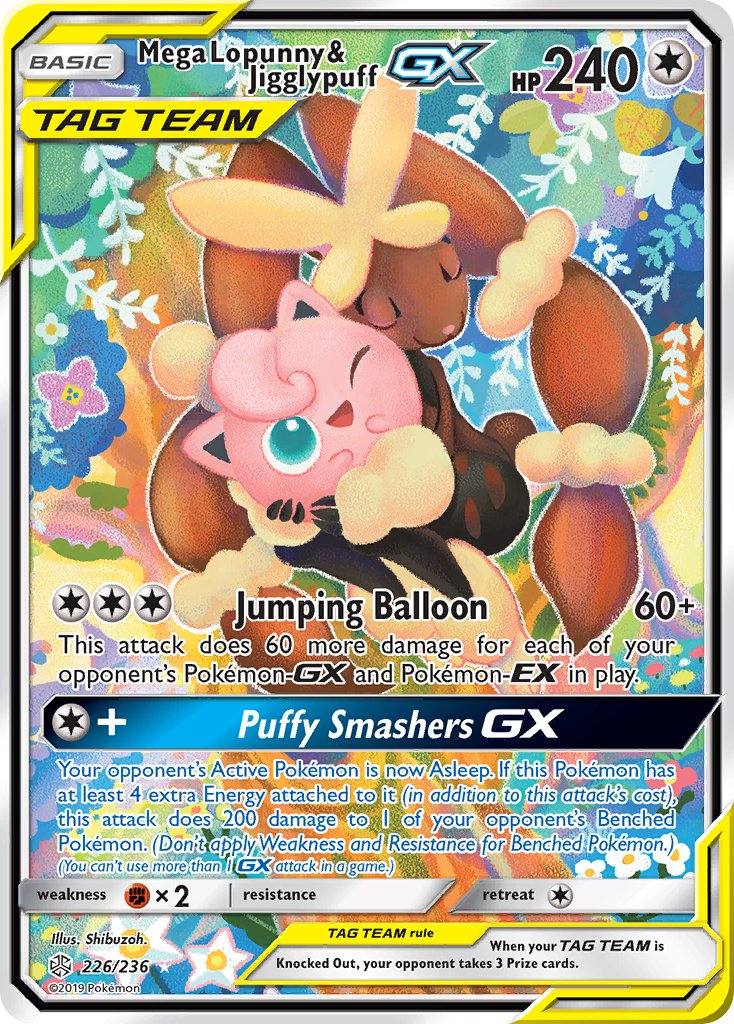 BASIC
Mega Lopunny &
Jigglypuff GX
HP 240
TAG TEAM
Jumping Balloon 60+
This attack does 60 more damage for each of your
opponent's Pokémon-GX and Pokémon-EX in play.
+ Puffy Smashers GX
Your opponent's Active Pokémon is now Asleep. If this Pokémon has
at least 4 extra Energy attached to it (in addition to this attack's cost),
this attack does 200 damage to 1 of your opponent's Benched
Pokémon. (Don't apply Weakness and Resistance for Benched Pokémon.)
(You can't use more than 1 GX attack in a game.)
weakness ×2 resistance retreat
Illus. Shibuzoh.
226/236
©2019 Pokémon
TAG TEAM rule
When your TAG TEAM is
Knocked Out, your opponent takes 3 Prize cards.